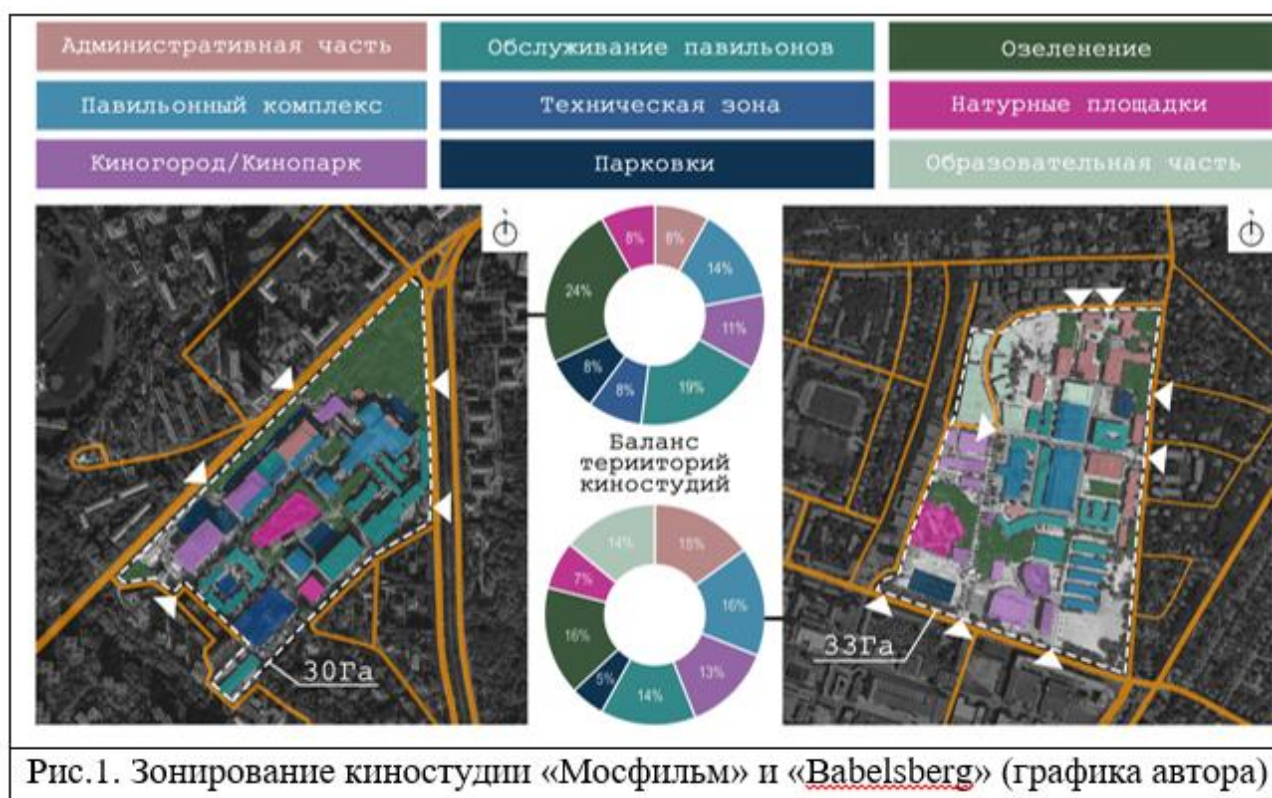 Административная часть
Обслуживание павильонов
Озеленение
Павильонный комплекс
Техническая зона
Натурные площадки
Киногород/Кинопарк
Парковки
Образовательная часть
8%
8%
14%
24%
11%
8%
8%
19%
Баланс
терииторий
киностудий
30Га
14%
18%
7%
16%
16%
5%
14%
13%
33Га
Рис.1. Зонирование киностудии «Мосфильм» и «Babelsberg» (графика автора)